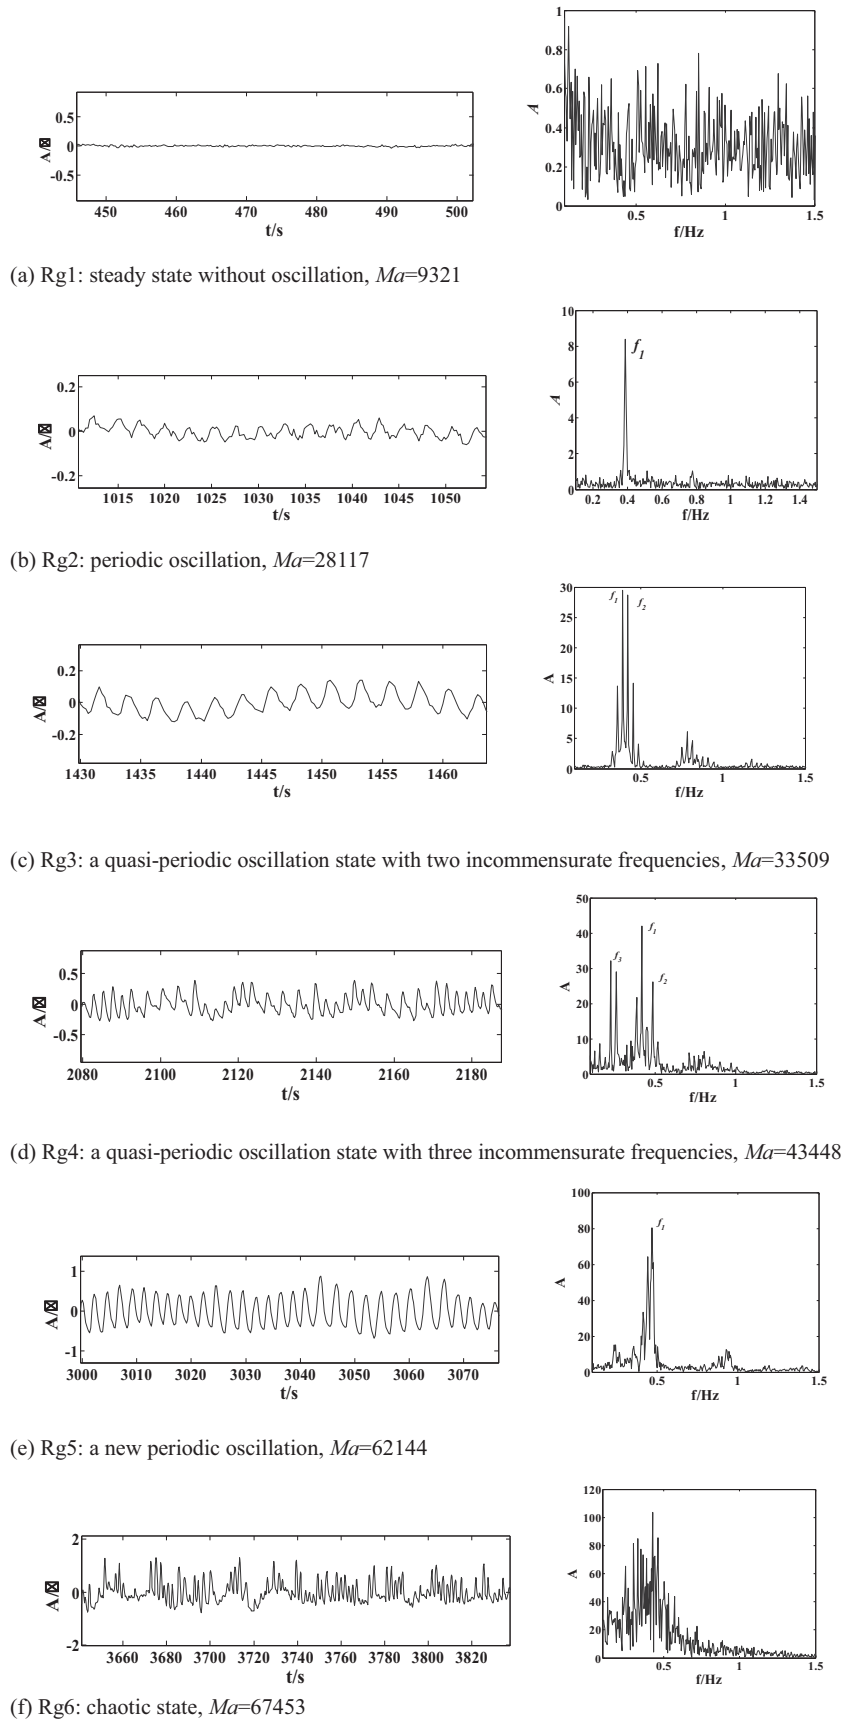 1
0.8
0.6
0.4
0.2
0
A
0.5 1 1.5
f/Hz
0.5
0
-0.5
A/
450 460 470 480 490 500
t/s
(a) Rg1: steady state without oscillation, Ma=9321
10
8
6
4
2
0
A
f1
0.2 0.4 0.6 0.8 1 1.2 1.4
f/Hz
0.2
0
-0.2
A/
1015 1020 1025 1030 1035 1040 1045 1050
t/s
(b) Rg2: periodic oscillation, Ma=28117
30
25
20
15
10
5
0
A
f1 f2
0.5 1 1.5
f/Hz
0.2
0
-0.2
A/
1430 1435 1440 1445 1450 1455 1460
t/s
(c) Rg3: a quasi-periodic oscillation state with two incommensurate frequencies, Ma=33509
50
40
30
20
10
0
A
f1
f3
f2
0.5 1 1.5
f/Hz
0.5
0
-0.5
A/
2080 2100 2120 2140 2160 2180
t/s
(d) Rg4: a quasi-periodic oscillation state with three incommensurate frequencies, Ma=43448
100
80
60
40
20
0
A
f1
0.5 1 1.5
f/Hz
1
0
-1
A/
3000 3010 3020 3030 3040 3050 3060 3070
t/s
(e) Rg5: a new periodic oscillation, Ma=62144
120
100
80
60
40
20
0
A
0.5 1 1.5
f/Hz
2
0
-2
A/
3660 3680 3700 3720 3740 3760 3780 3800 3820
t/s
(f) Rg6: chaotic state, Ma=67453